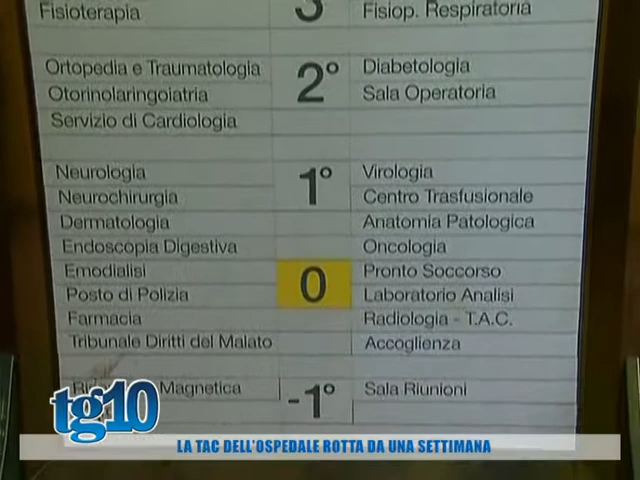 Fisioterapia 3 Fisiop. Respiratoria
Ortopedia e Traumatologia 2° Diabetologia
Otorinolaringoiatria Sala Operatoria
Servizio di Cardiologia
Neurologia 1° Virologia
Neurochirurgia Centro Trasfusionale
Dermatologia Anatomia Patologica
Endoscopia Digestiva Oncologia
Emodialisi 0 Pronto Soccorso
Posto di Polizia Laboratorio Analisi
Farmacia Radiologia - T.A.C.
Tribunale Diritti del Malato Accoglienza
Magnetica -1° Sala Riunioni
tg10
LA TAC DELL'OSPEDALE ROTTA DA UNA SETTIMANA